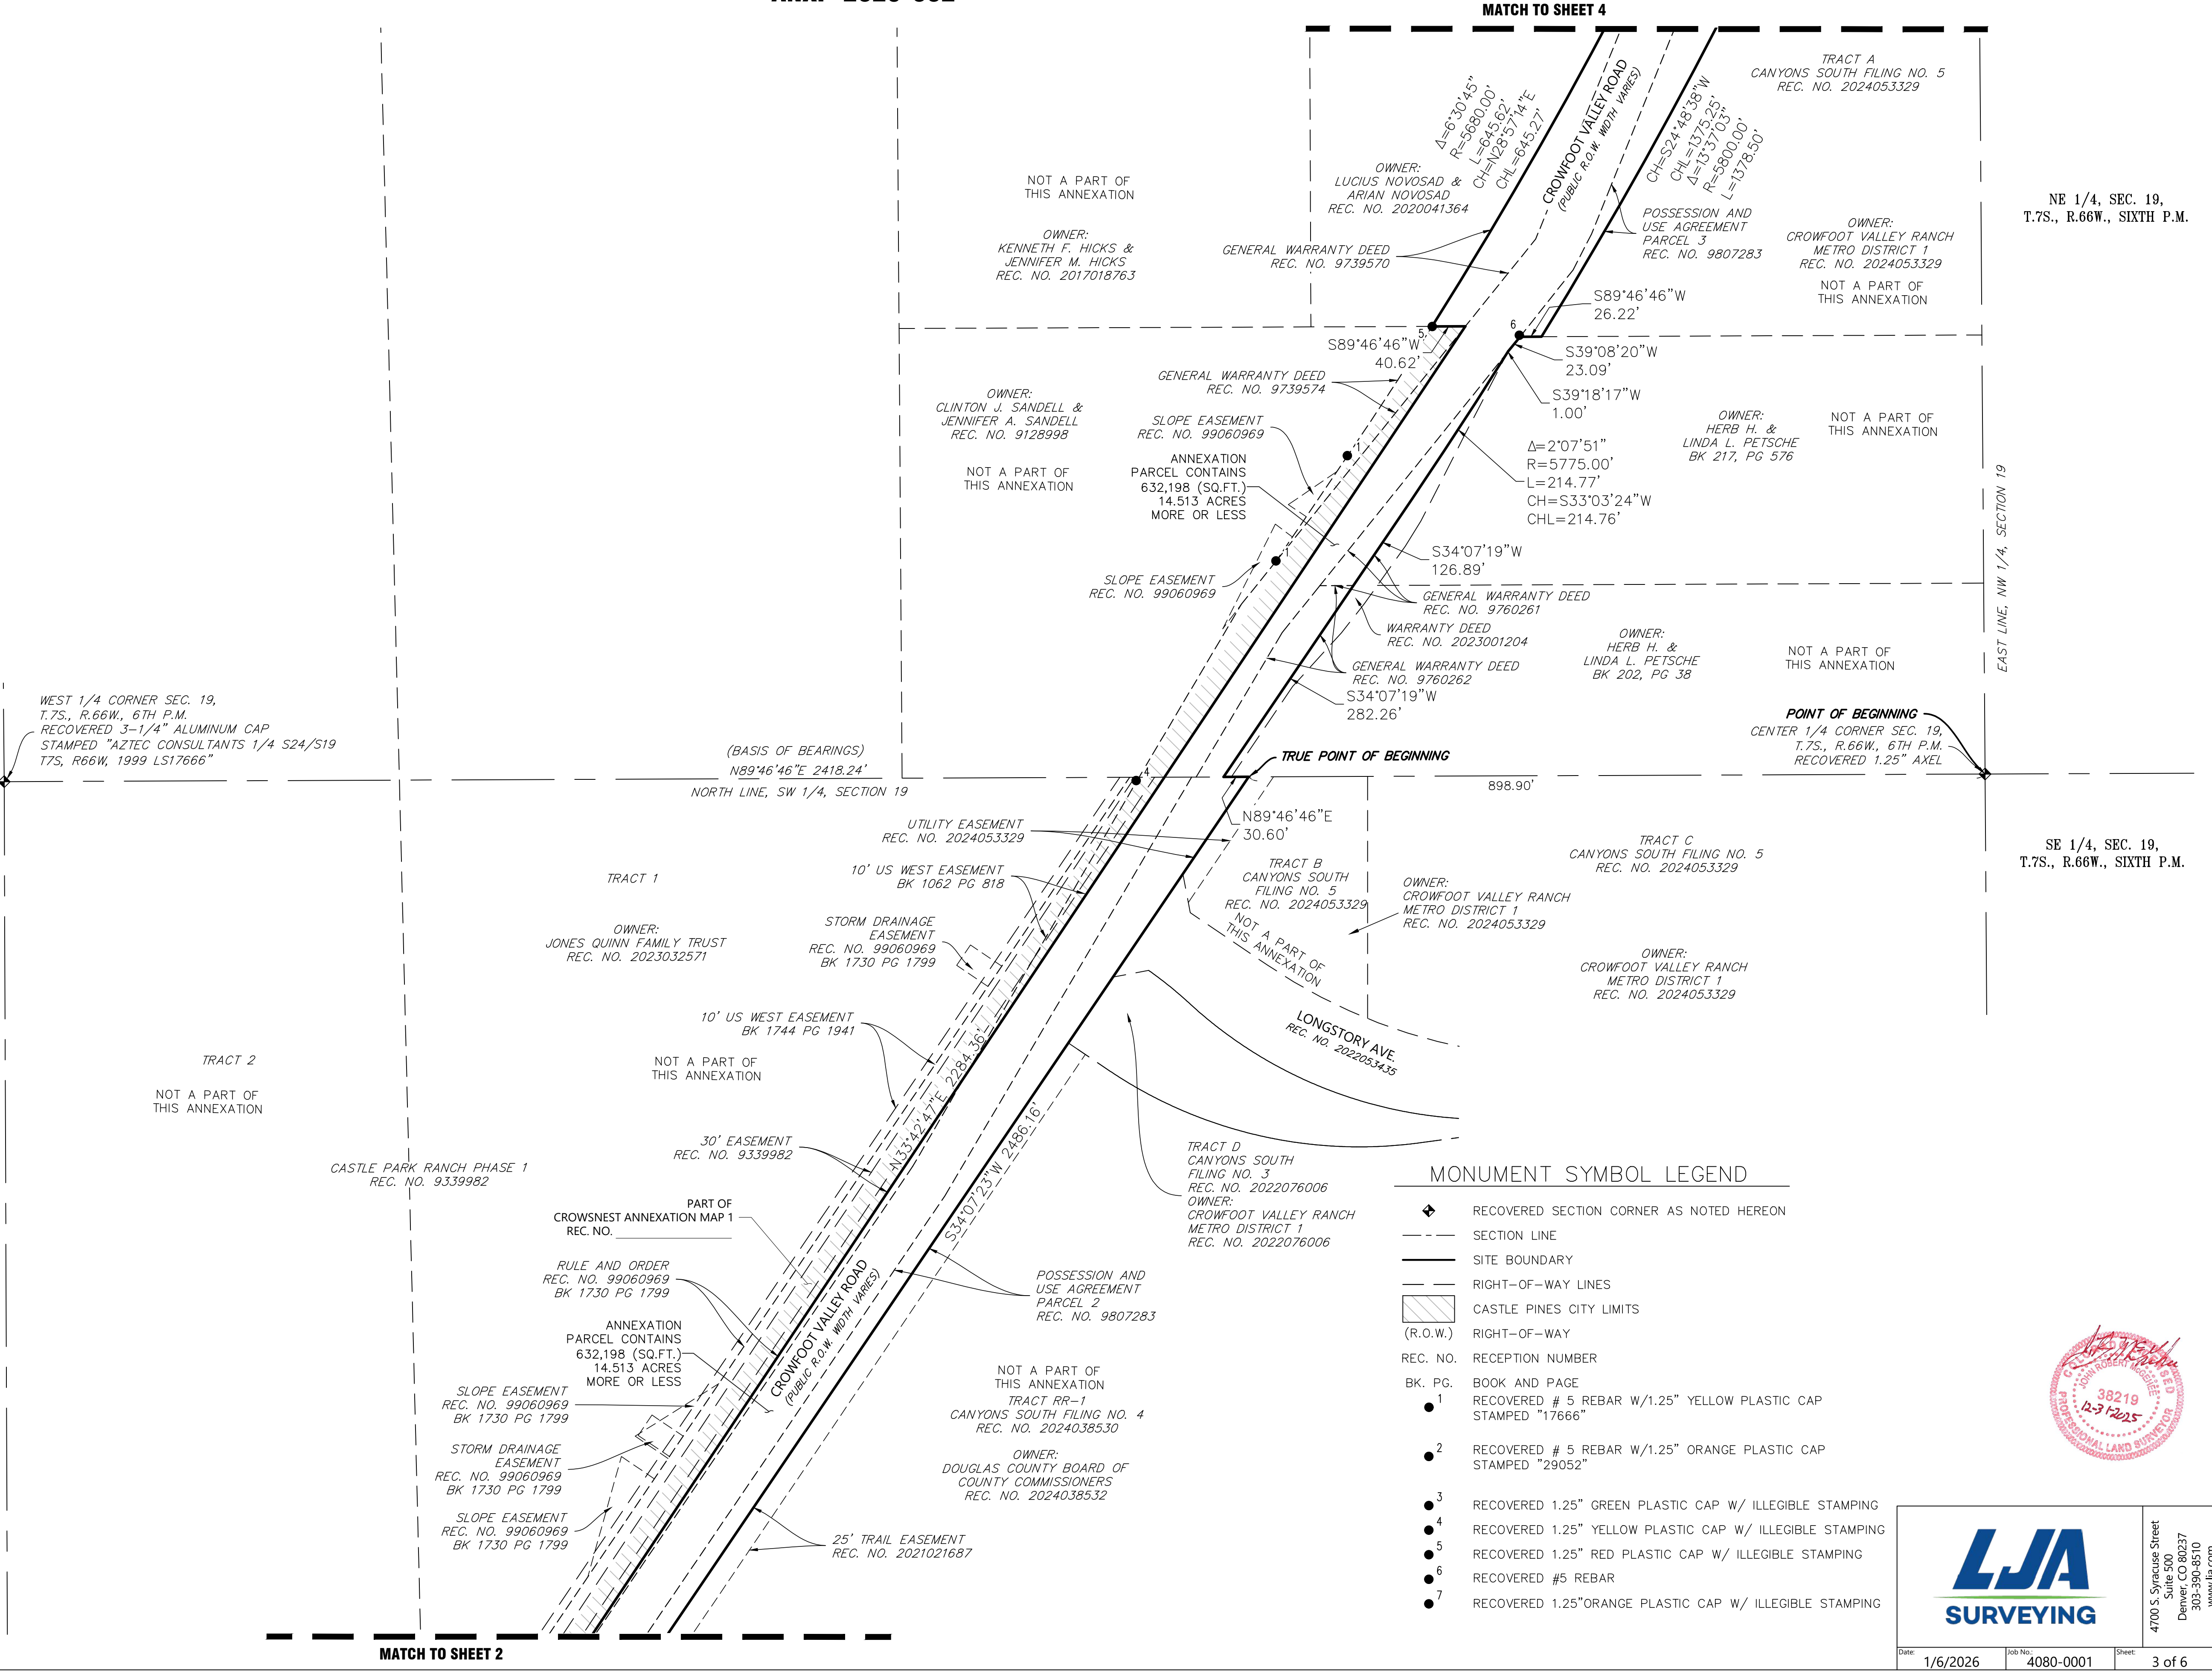 MATCH TO SHEET 4
TRACT A
CANYONS SOUTH FILING NO. 5
REC. NO. 2024053329
Δ=6°30'45"
R=5680.00'
L=645.62'
CH=N28°57'14"E
CHL=645.27'
CROWFOOT VALLEY ROAD
(PUBLIC R.O.W. WIDTH VARIES)
CH=S24°48'38"W
CHL=1375.25'
Δ=13°37'03"
R=5800.00'
L=1378.50'
NOT A PART OF
THIS ANNEXATION
OWNER:
KENNETH F. HICKS &
JENNIFER M. HICKS
REC. NO. 2017018763
OWNER:
LUCIUS NOVOSAD &
ARIAN NOVOSAD
REC. NO. 2020041364
GENERAL WARRANTY DEED
REC. NO. 9739570
POSSESSION AND
USE AGREEMENT
PARCEL 3
REC. NO. 9807283
OWNER:
CROWFOOT VALLEY RANCH
METRO DISTRICT 1
REC. NO. 2024053329
NOT A PART OF
THIS ANNEXATION
NE 1/4, SEC. 19,
T.7S., R.66W., SIXTH P.M.
S89°46'46"W
26.22'
5
6
S89°46'46"W
40.62'
S39°08'20"W
23.09'
S39°18'17"W
1.00'
GENERAL WARRANTY DEED
REC. NO. 9739574
OWNER:
CLINTON J. SANDELL &
JENNIFER A. SANDELL
REC. NO. 9128998
NOT A PART OF
THIS ANNEXATION
SLOPE EASEMENT
REC. NO. 99060969
1
ANNEXATION
PARCEL CONTAINS
632,198 (SQ.FT.)
14.513 ACRES
MORE OR LESS
Δ=2°07'51"
R=5775.00'
L=214.77'
CH=S33°03'24"W
CHL=214.76'
OWNER:
HERB H. &
LINDA L. PETSCHE
BK 217, PG 576
NOT A PART OF
THIS ANNEXATION
EAST LINE, NW 1/4, SECTION 19
1
SLOPE EASEMENT
REC. NO. 99060969
S34°07'19"W
126.89'
GENERAL WARRANTY DEED
REC. NO. 9760261
WARRANTY DEED
REC. NO. 2023001204
GENERAL WARRANTY DEED
REC. NO. 9760262
S34°07'19"W
282.26'
OWNER:
HERB H. &
LINDA L. PETSCHE
BK 202, PG 38
NOT A PART OF
THIS ANNEXATION
WEST 1/4 CORNER SEC. 19,
T.7S., R.66W., 6TH P.M.
RECOVERED 3-1/4" ALUMINUM CAP
STAMPED "AZTEC CONSULTANTS 1/4 S24/S19
T7S, R66W, 1999 LS17666"
(BASIS OF BEARINGS)
N89°46'46"E 2418.24'
NORTH LINE, SW 1/4, SECTION 19
4
TRUE POINT OF BEGINNING
POINT OF BEGINNING
CENTER 1/4 CORNER SEC. 19,
T.7S., R.66W., 6TH P.M.
RECOVERED 1.25" AXEL
898.90'
N89°46'46"E
30.60'
UTILITY EASEMENT
REC. NO. 2024053329
10' US WEST EASEMENT
BK 1062 PG 818
TRACT 1
OWNER:
JONES QUINN FAMILY TRUST
REC. NO. 2023032571
STORM DRAINAGE
EASEMENT
REC. NO. 99060969
BK 1730 PG 1799
TRACT B
CANYONS SOUTH
FILING NO. 5
REC. NO. 2024053329
NOT A PART OF
THIS ANNEXATION
OWNER:
CROWFOOT VALLEY RANCH
METRO DISTRICT 1
REC. NO. 2024053329
TRACT C
CANYONS SOUTH FILING NO. 5
REC. NO. 2024053329
OWNER:
CROWFOOT VALLEY RANCH
METRO DISTRICT 1
REC. NO. 2024053329
SE 1/4, SEC. 19,
T.7S., R.66W., SIXTH P.M.
10' US WEST EASEMENT
BK 1744 PG 1941
NOT A PART OF
THIS ANNEXATION
LONGSTORY AVE.
REC. NO. 2022053435
TRACT 2
NOT A PART OF
THIS ANNEXATION
N33°42'47"E 2284.36'
S34°07'23"W 2486.16'
30' EASEMENT
REC. NO. 9339982
CASTLE PARK RANCH PHASE 1
REC. NO. 9339982
PART OF
CROWSNEST ANNEXATION MAP 1
REC. NO.
TRACT D
CANYONS SOUTH
FILING NO. 3
REC. NO. 2022076006
OWNER:
CROWFOOT VALLEY RANCH
METRO DISTRICT 1
REC. NO. 2022076006
RULE AND ORDER
REC. NO. 99060969
BK 1730 PG 1799
CROWFOOT VALLEY ROAD
(PUBLIC R.O.W. WIDTH VARIES)
POSSESSION AND
USE AGREEMENT
PARCEL 2
REC. NO. 9807283
ANNEXATION
PARCEL CONTAINS
632,198 (SQ.FT.)
14.513 ACRES
MORE OR LESS
SLOPE EASEMENT
REC. NO. 99060969
BK 1730 PG 1799
STORM DRAINAGE
EASEMENT
REC. NO. 99060969
BK 1730 PG 1799
SLOPE EASEMENT
REC. NO. 99060969
BK 1730 PG 1799
NOT A PART OF
THIS ANNEXATION
TRACT RR-1
CANYONS SOUTH FILING NO. 4
REC. NO. 2024038530
OWNER:
DOUGLAS COUNTY BOARD OF
COUNTY COMMISSIONERS
REC. NO. 2024038532
25' TRAIL EASEMENT
REC. NO. 2021021687
MATCH TO SHEET 2
MONUMENT SYMBOL LEGEND
RECOVERED SECTION CORNER AS NOTED HEREON
SECTION LINE
SITE BOUNDARY
RIGHT-OF-WAY LINES
CASTLE PINES CITY LIMITS
(R.O.W.) RIGHT-OF-WAY
REC. NO. RECEPTION NUMBER
BK. PG. BOOK AND PAGE
1 RECOVERED # 5 REBAR W/1.25" YELLOW PLASTIC CAP
STAMPED "17666"
2 RECOVERED # 5 REBAR W/1.25" ORANGE PLASTIC CAP
STAMPED "29052"
3 RECOVERED 1.25" GREEN PLASTIC CAP W/ ILLEGIBLE STAMPING
4 RECOVERED 1.25" YELLOW PLASTIC CAP W/ ILLEGIBLE STAMPING
5 RECOVERED 1.25" RED PLASTIC CAP W/ ILLEGIBLE STAMPING
6 RECOVERED #5 REBAR
7 RECOVERED 1.25"ORANGE PLASTIC CAP W/ ILLEGIBLE STAMPING
JOHN ROBERT MCGEHEE
38219
12-31-2025
PROFESSIONAL LAND SURVEYOR
LJA
SURVEYING
4700 S. Syracuse Street
Suite 500
Denver, CO 80237
303-390-8510
www.lja.com
Date: 1/6/2026
Job No.: 4080-0001
Sheet: 3 of 6